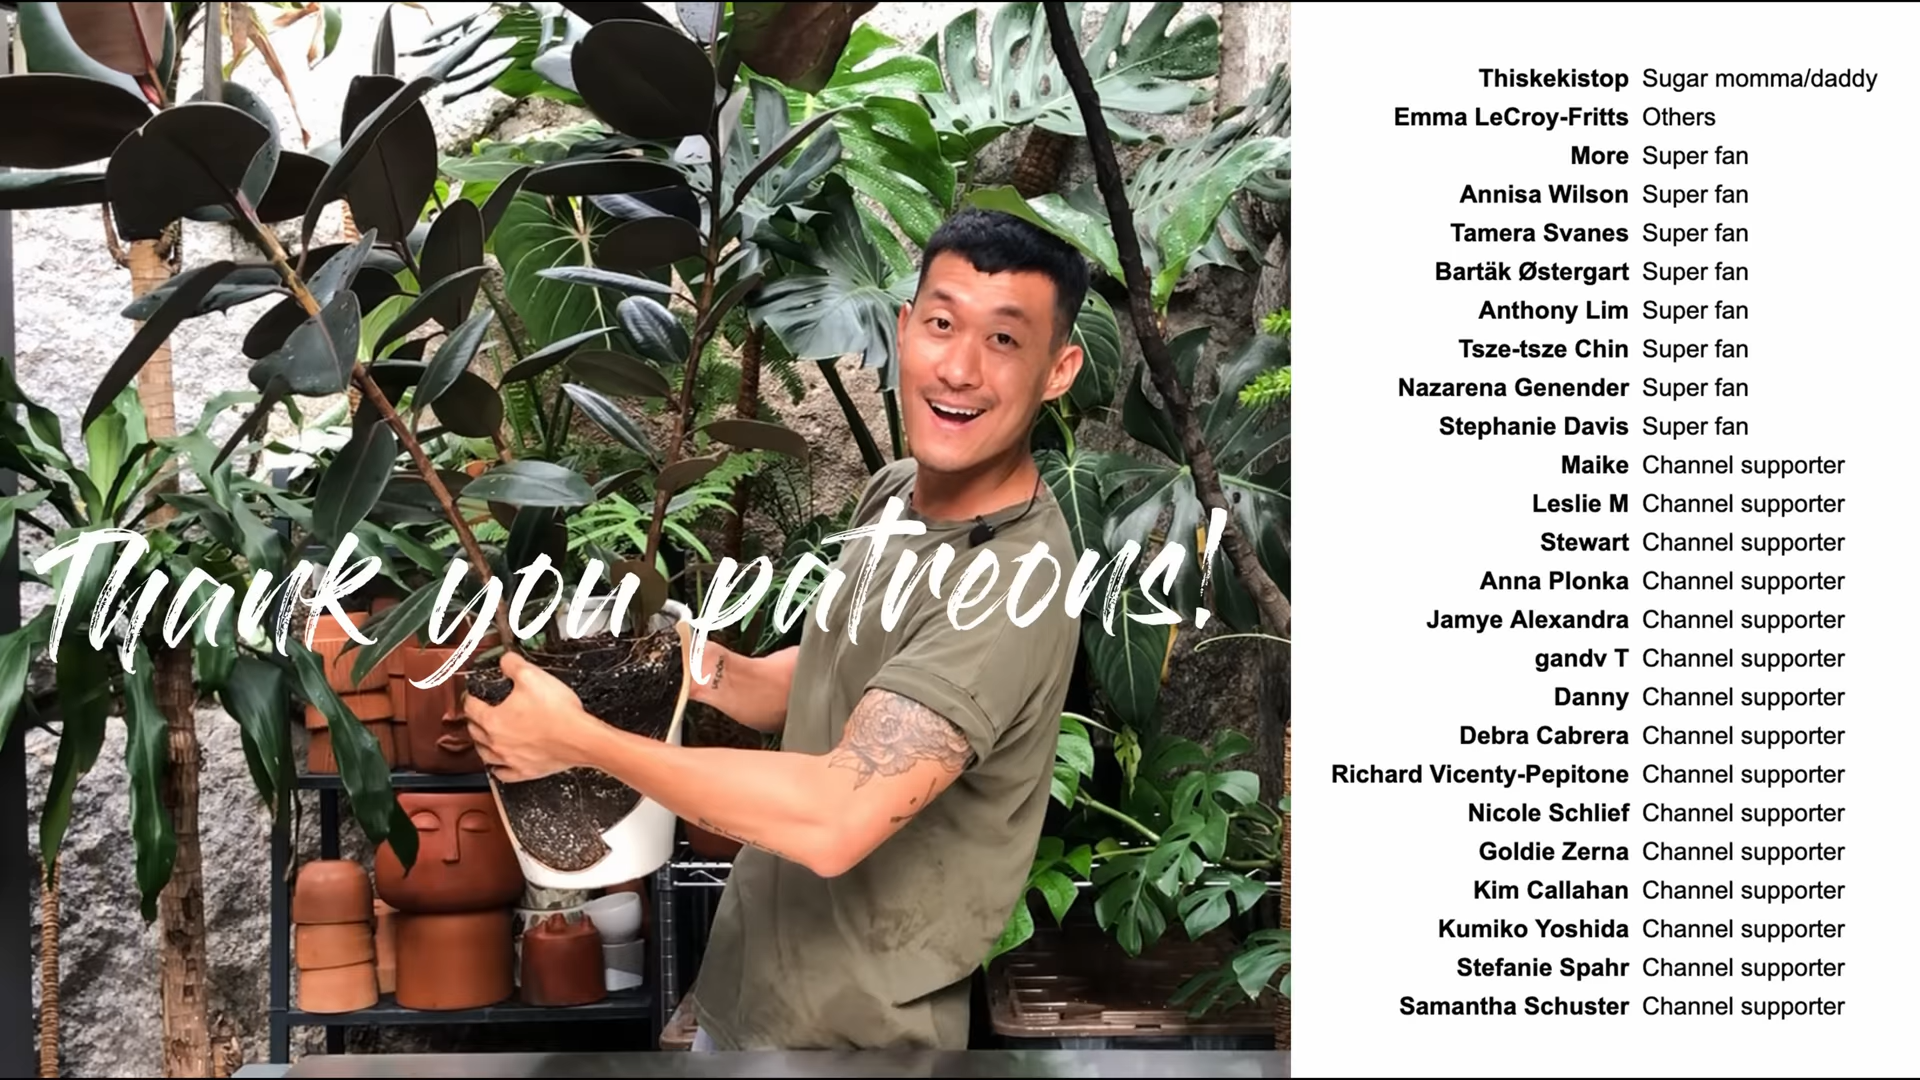 Thank you patreons!
Thiskekistop Sugar momma/daddy
Emma LeCroy-Fritts Others
More Super fan
Annisa Wilson Super fan
Tamera Svanes Super fan
Bartäk Østergart Super fan
Anthony Lim Super fan
Tsze-tsze Chin Super fan
Nazarena Genender Super fan
Stephanie Davis Super fan
Maike Channel supporter
Leslie M Channel supporter
Stewart Channel supporter
Anna Plonka Channel supporter
Jamye Alexandra Channel supporter
gandv T Channel supporter
Danny Channel supporter
Debra Cabrera Channel supporter
Richard Vicenty-Pepitone Channel supporter
Nicole Schlief Channel supporter
Goldie Zerna Channel supporter
Kim Callahan Channel supporter
Kumiko Yoshida Channel supporter
Stefanie Spahr Channel supporter
Samantha Schuster Channel supporter